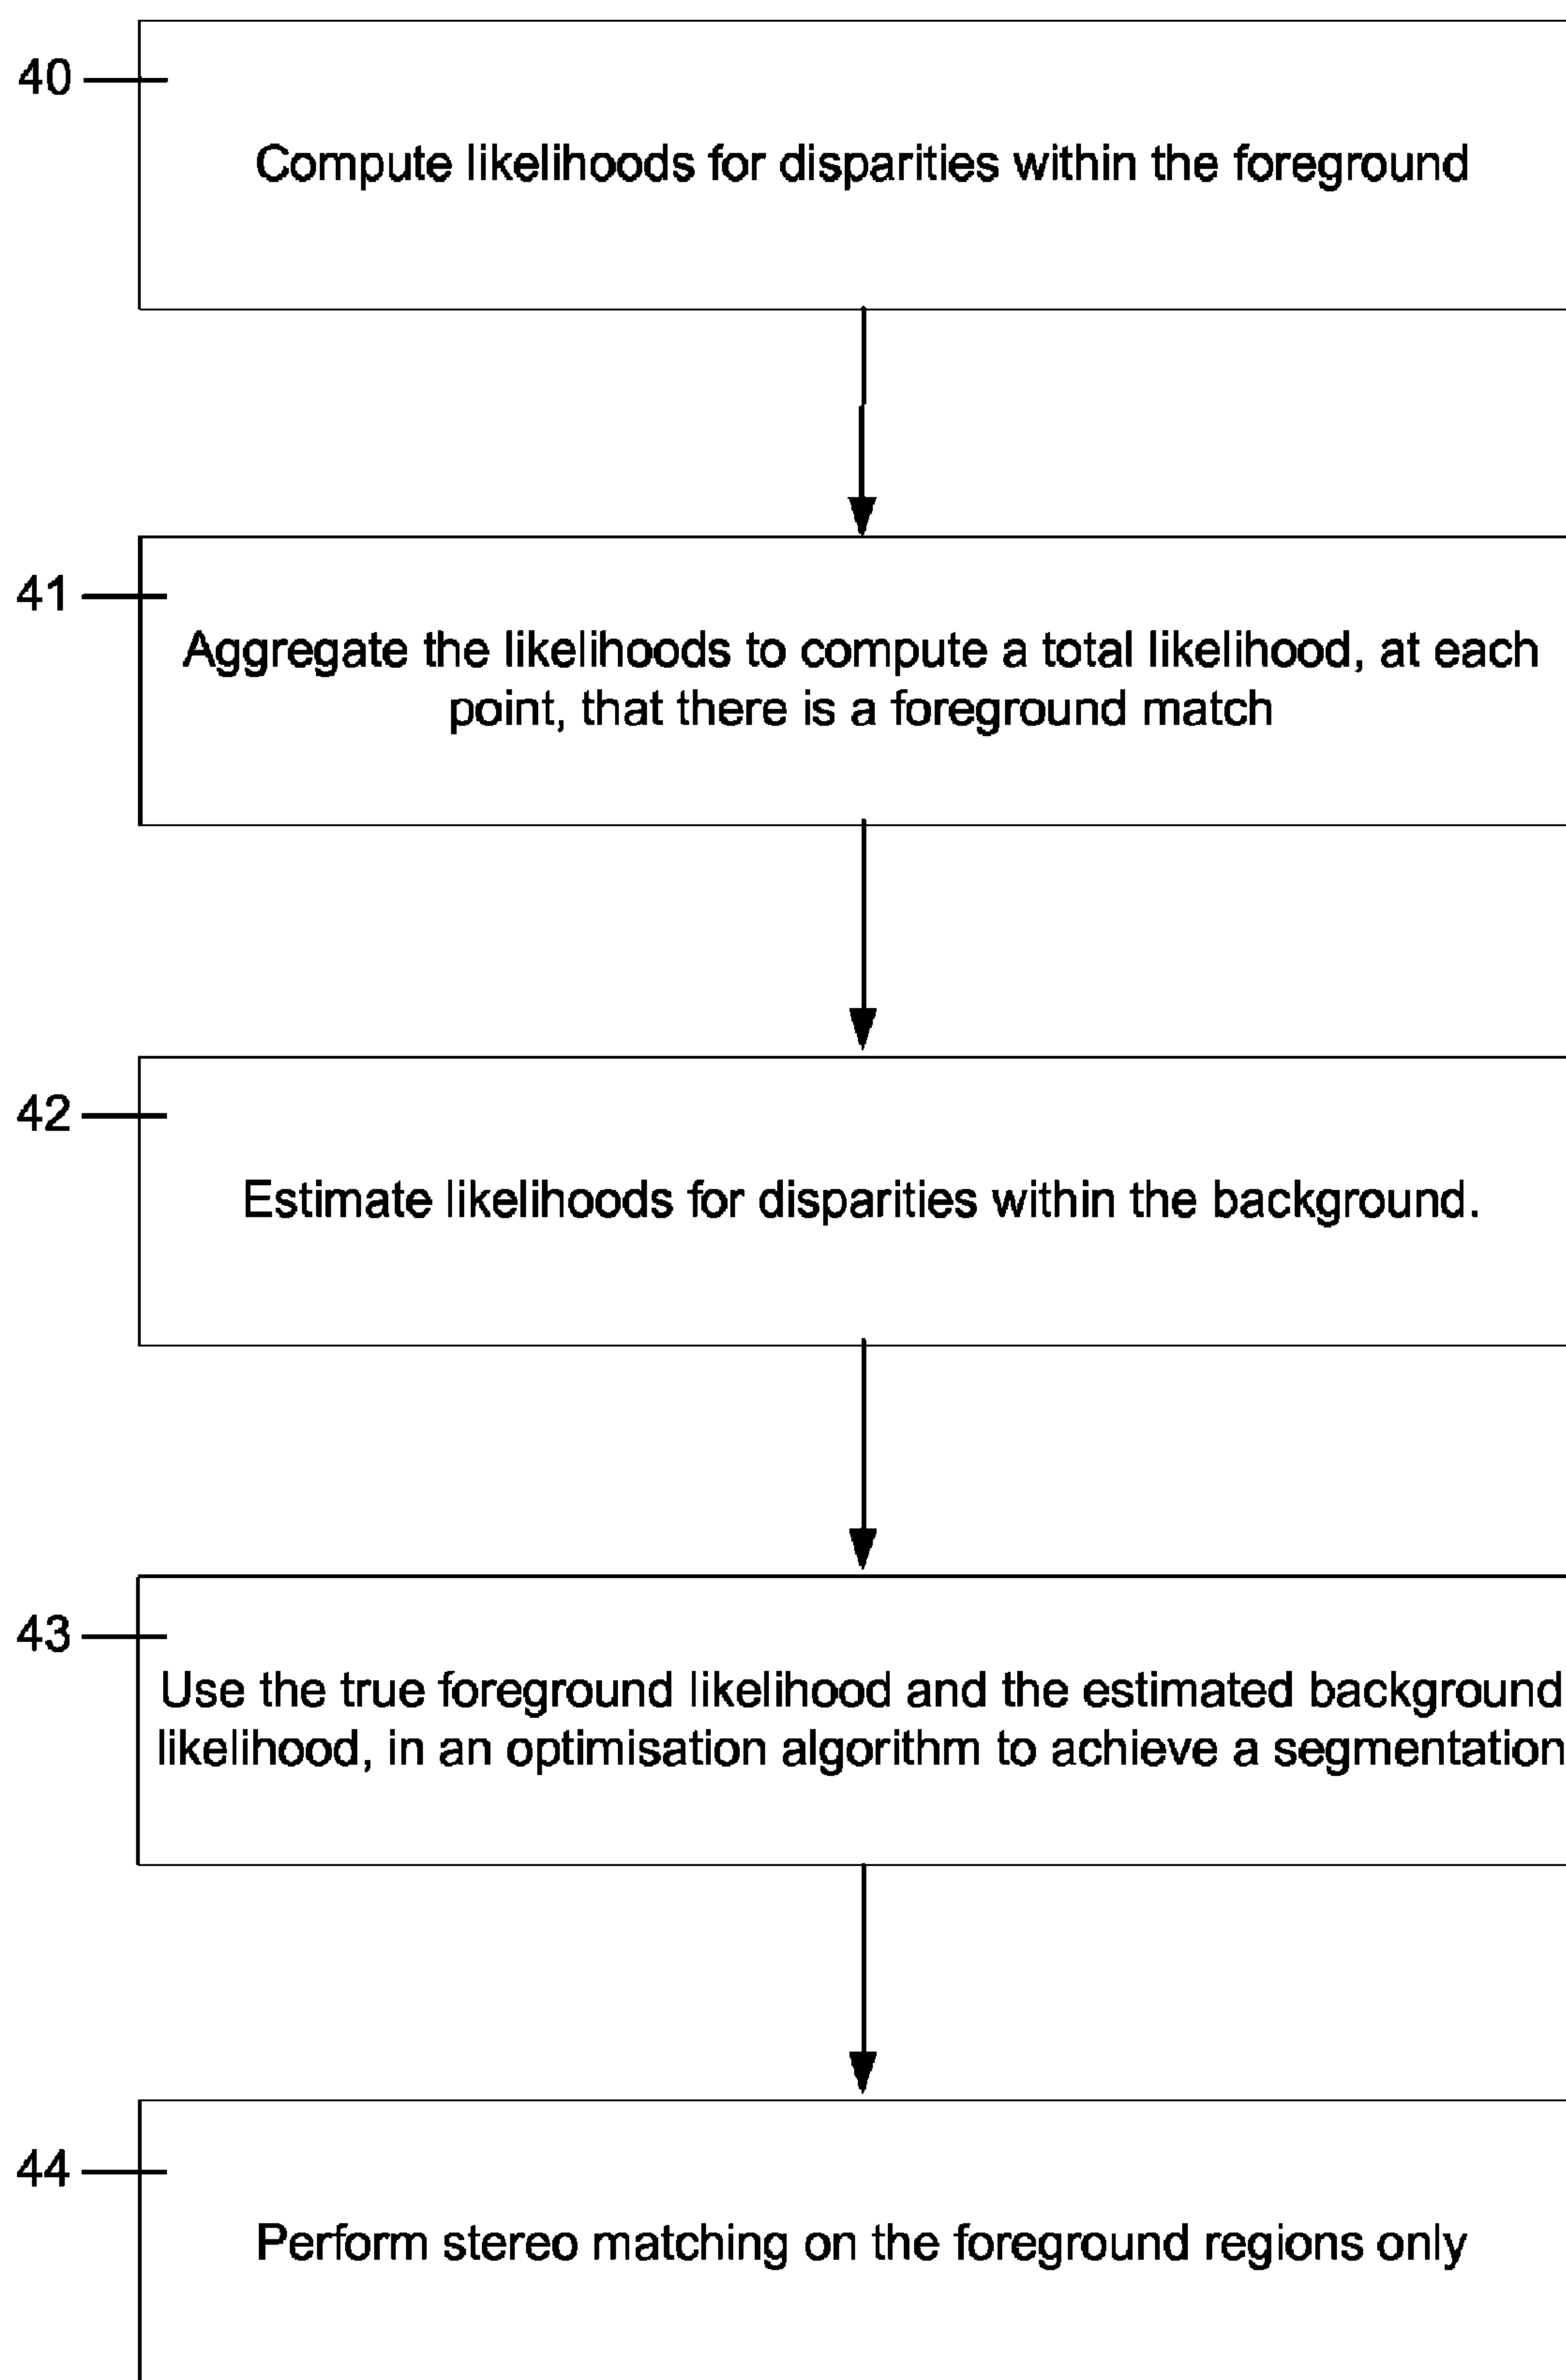 40
Compute likelihoods for disparities within the foreground
41
Aggregate the likelihoods to compute a total likelihood, at each
point, that there is a foreground match
42
Estimate likelihoods for disparities within the background.
43
Use the true foreground likelihood and the estimated background
likelihood, in an optimisation algorithm to achieve a segmentation
44
Perform stereo matching on the foreground regions only